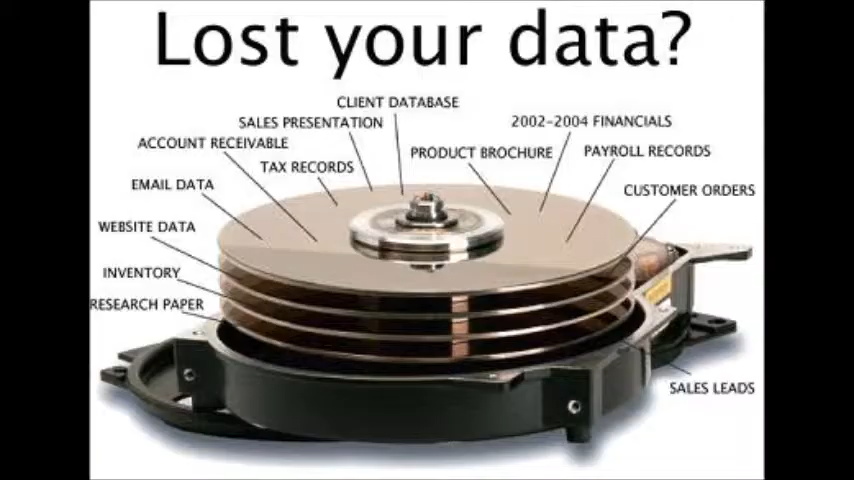 Lost your data?
CLIENT DATABASE
SALES PRESENTATION
2002-2004 FINANCIALS
ACCOUNT RECEIVABLE
TAX RECORDS
PRODUCT BROCHURE
PAYROLL RECORDS
EMAIL DATA
CUSTOMER ORDERS
WEBSITE DATA
INVENTORY
RESEARCH PAPER
SALES LEADS